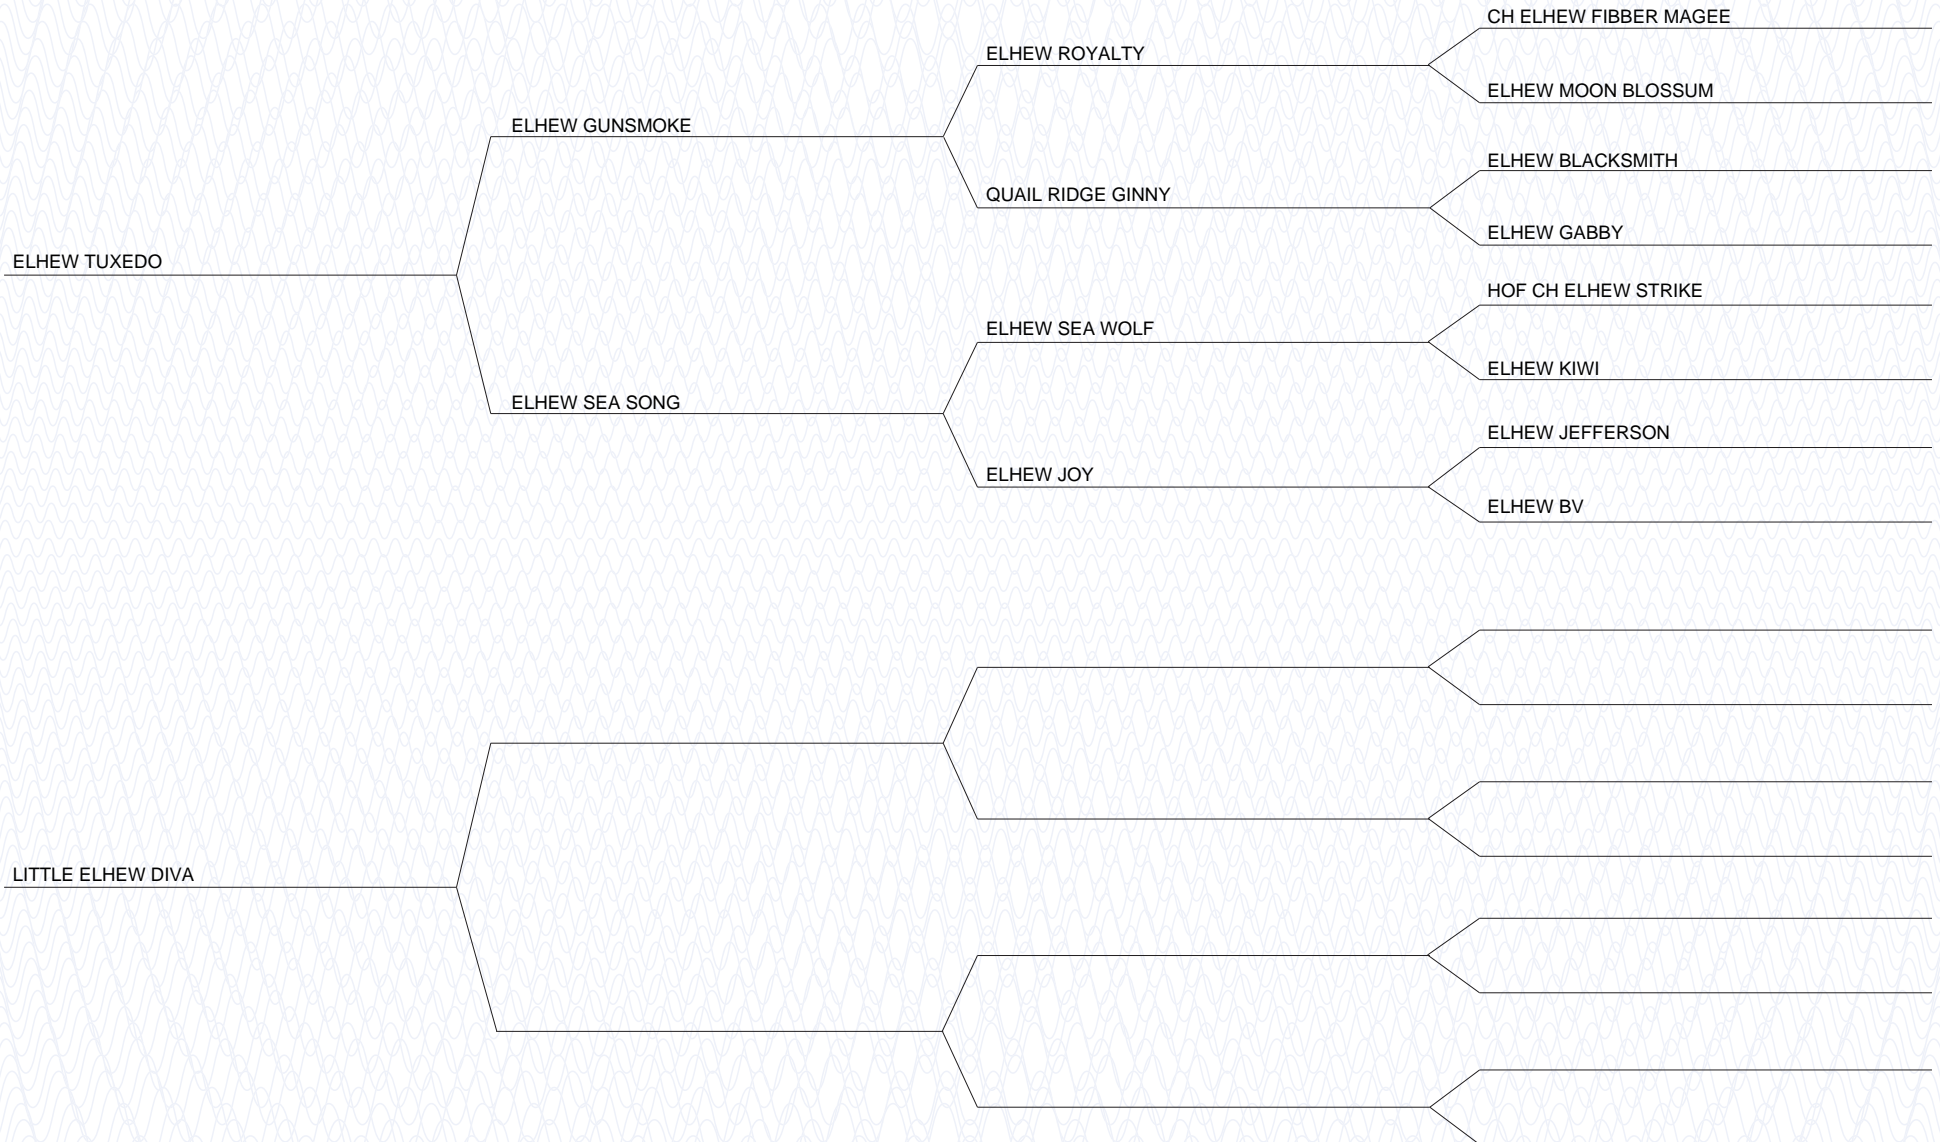 CH ELHEW FIBBER MAGEE
ELHEW ROYALTY
ELHEW MOON BLOSSUM
ELHEW GUNSMOKE
ELHEW BLACKSMITH
QUAIL RIDGE GINNY
ELHEW GABBY
ELHEW TUXEDO
HOF CH ELHEW STRIKE
ELHEW SEA WOLF
ELHEW KIWI
ELHEW SEA SONG
ELHEW JEFFERSON
ELHEW JOY
ELHEW BV
LITTLE ELHEW DIVA